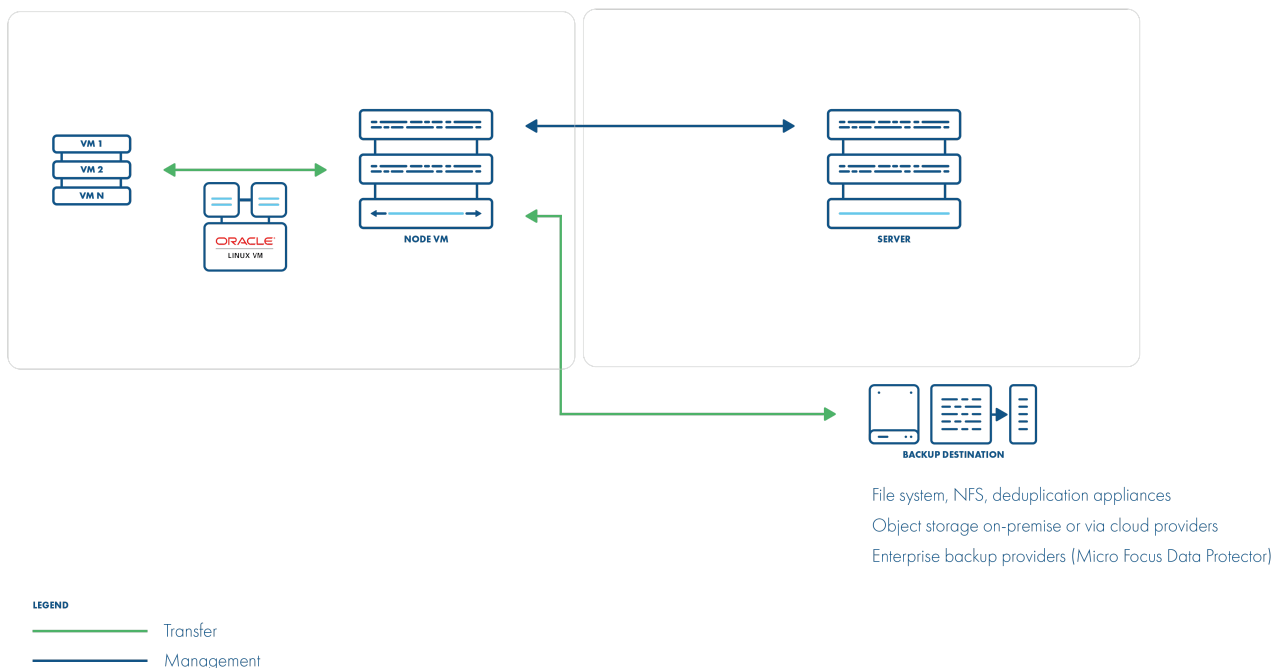 VM 1
VM 2
VM N
ORACLE
LINUX VM
NODE VM
SERVER
BACKUP DESTINATION
File system, NFS, deduplication appliances
Object storage on-premise or via cloud providers
Enterprise backup providers (Micro Focus Data Protector)
LEGEND
Transfer
Management